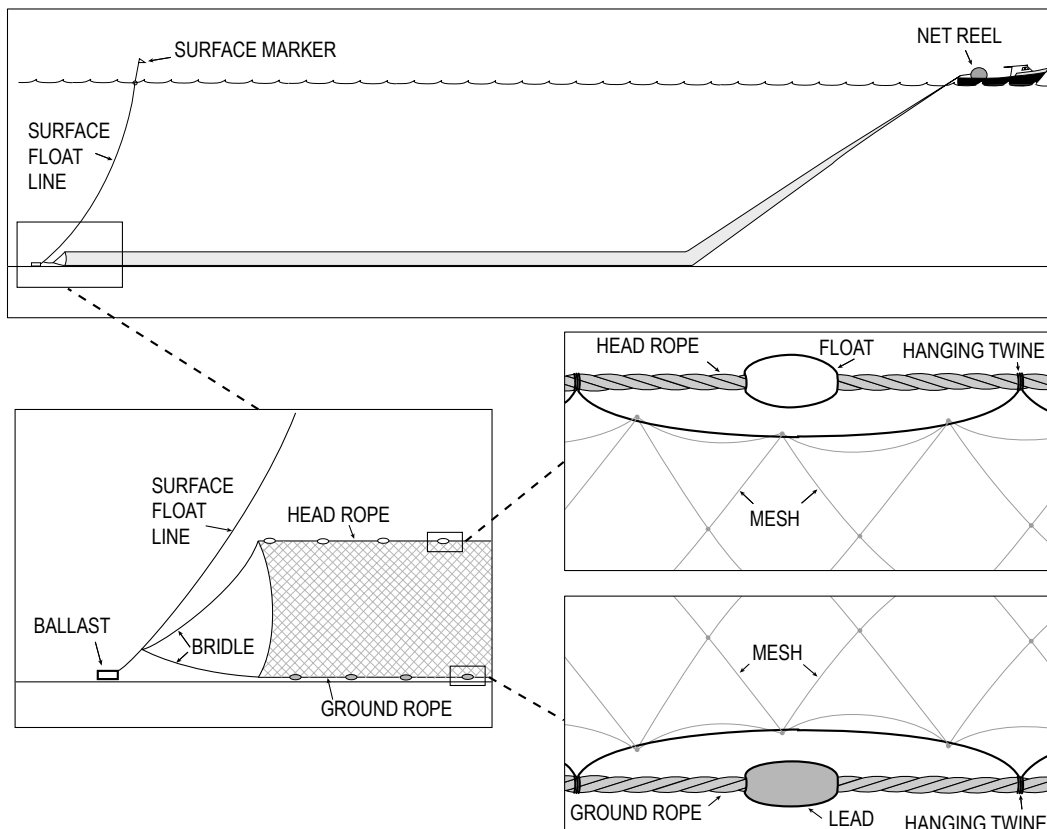 SURFACE MARKER
NET REEL
SURFACE
FLOAT
LINE
HEAD ROPE
FLOAT
HANGING TWINE
MESH
SURFACE
FLOAT
LINE
HEAD ROPE
BALLAST
BRIDLE
GROUND ROPE
MESH
GROUND ROPE
LEAD
HANGING TWINE